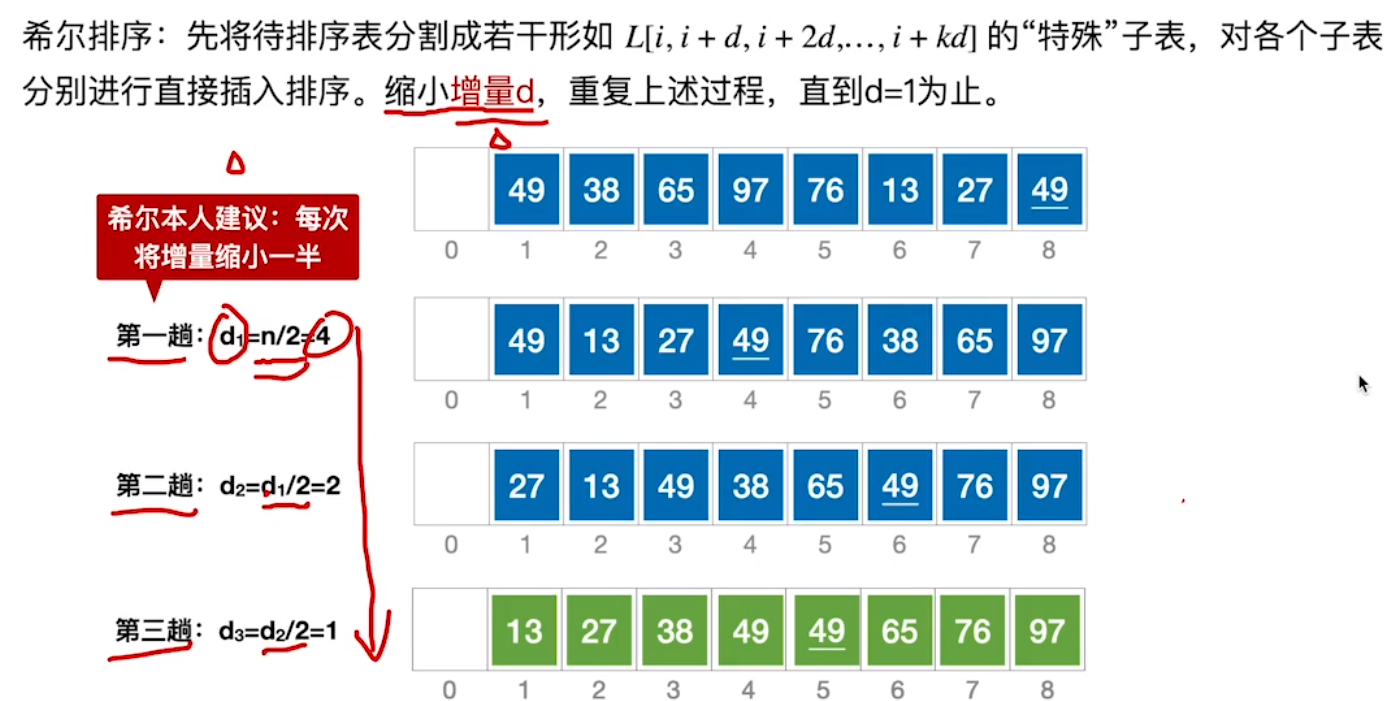 希尔排序：先将待排序表分割成若干形如 L[i, i + d, i + 2d,…, i + kd] 的“特殊”子表，对各个子表
分别进行直接插入排序。缩小增量d，重复上述过程，直到d=1为止。
49 38 65 97 76 13 27 49
0 1 2 3 4 5 6 7 8
希尔本人建议：每次
将增量缩小一半
第一趟：d₁=n/2=4
49 13 27 49 76 38 65 97
0 1 2 3 4 5 6 7 8
第二趟：d₂=d₁/2=2
27 13 49 38 65 49 76 97
0 1 2 3 4 5 6 7 8
第三趟：d₃=d₂/2=1
13 27 38 49 49 65 76 97
0 1 2 3 4 5 6 7 8